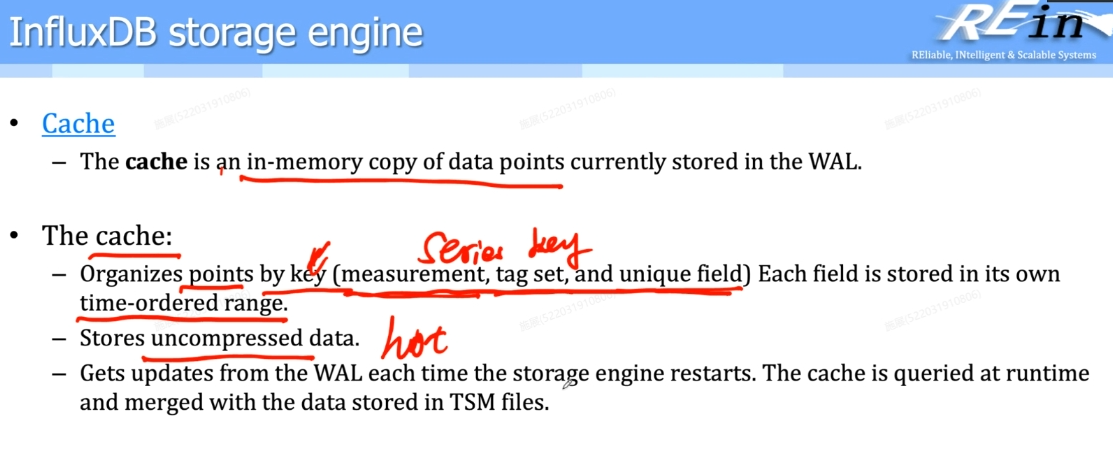 InfluxDB storage engine
REin
REliable, INtelligent & Scalable Systems
• Cache
– The cache is an in-memory copy of data points currently stored in the WAL.
• The cache:
series key
– Organizes points by key (measurement, tag set, and unique field) Each field is stored in its own
time-ordered range.
– Stores uncompressed data.
hot
– Gets updates from the WAL each time the storage engine restarts. The cache is queried at runtime
and merged with the data stored in TSM files.